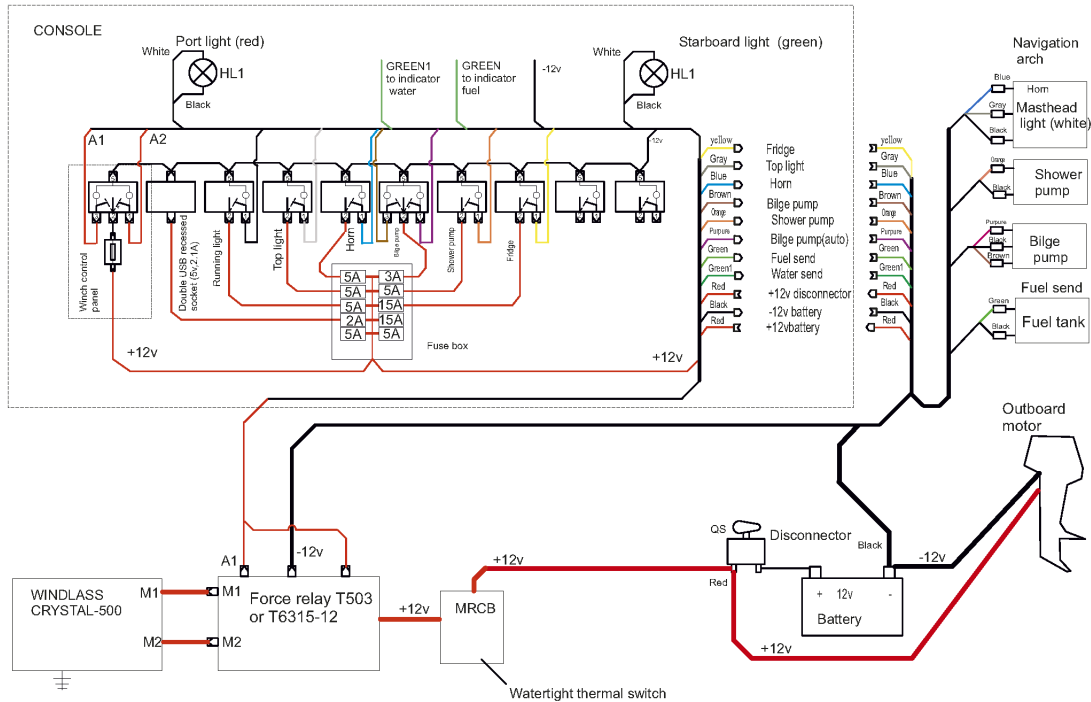 CONSOLE
Port light (red)
White
HL1
Black
GREEN1
to indicator
water
GREEN
to indicator
fuel
-12v
Starboard light (green)
White
HL1
Black
A1
A2
-12v
Winch control
panel
Double USB recessed
socket (5v,2.1A)
Running light
Top light
Horn
Bilge pump
Shower pump
Fridge
5A
3A
5A
5A
5A
15A
2A
15A
5A
5A
Fuse box
+12v
+12v
yellow
Fridge
yellow
Gray
Top light
Gray
Blue
Horn
Blue
Brown
Bilge pump
Brown
Orange
Shower pump
Orange
Purpure
Bilge pump(auto)
Purpure
Green
Fuel send
Green
Green1
Water send
Green1
Red
+12v disconnector
Red
Black
-12v battery
Black
Red
+12vbattery
Red
Navigation
arch
Blue
Horn
Gray
Masthead
light (white)
Black
Orange
Shower
pump
Black
Purpure
Black
Bilge
pump
Brown
Fuel send
Green
Fuel tank
Black
Outboard
motor
A1
-12v
WINDLASS
CRYSTAL-500
M1
M2
M1
M2
Force relay T503
or T6315-12
+12v
MRCB
+12v
Watertight thermal switch
QS
Disconnector
Red
Black
+ 12v -
Battery
-12v
+12v